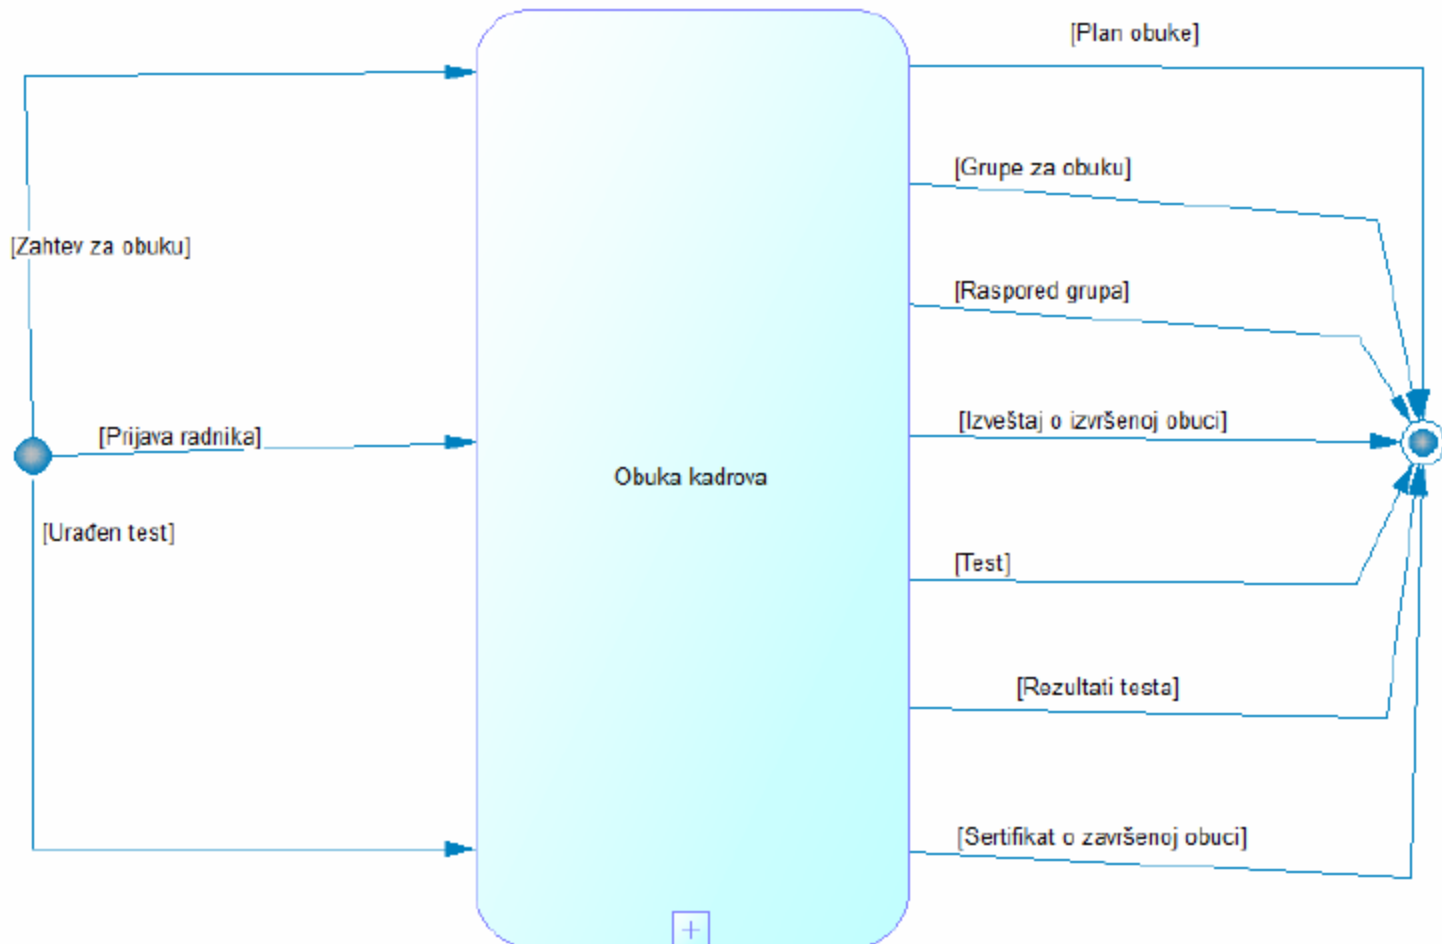 [Plan obuke]
[Grupe za obuku]
[Zahtev za obuku]
[Raspored grupa]
[Prijava radnika]
[Izveštaj o izvršenoj obuci]
Obuka kadrova
[Urađen test]
[Test]
[Rezultati testa]
[Sertifikat o završenoj obuci]